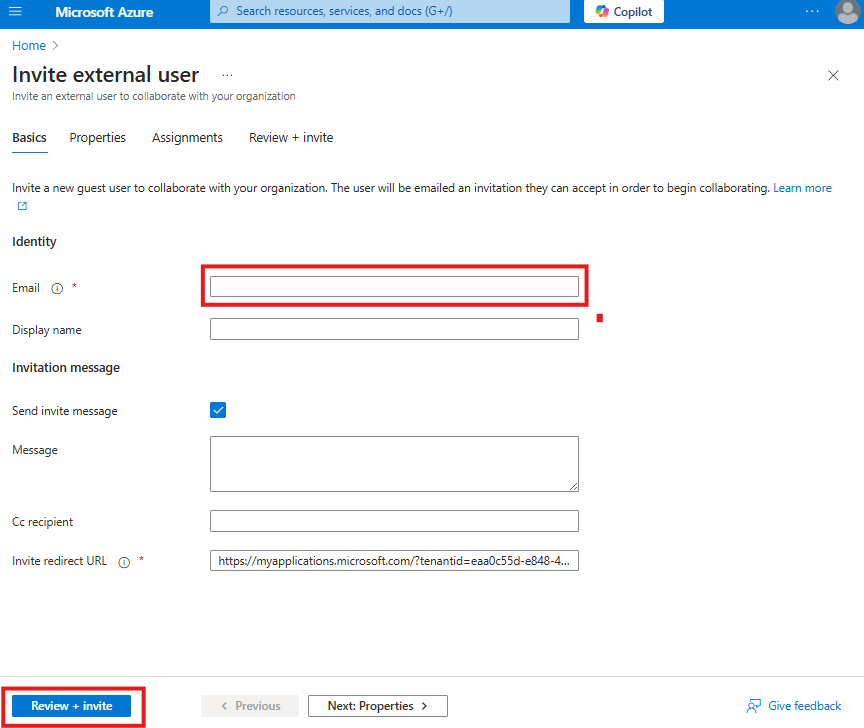 Microsoft Azure
Search resources, services, and docs (G+/)
Copilot
...
Home
Invite external user
...
Invite an external user to collaborate with your organization
Basics
Properties
Assignments
Review + invite
Invite a new guest user to collaborate with your organization. The user will be emailed an invitation they can accept in order to begin collaborating. Learn more
Identity
Email *
Display name
Invitation message
Send invite message
Message
Cc recipient
Invite redirect URL *
https://myapplications.microsoft.com/?tenantid=eaa0c55d-e848-4...
Review + invite
< Previous
Next: Properties >
Give feedback